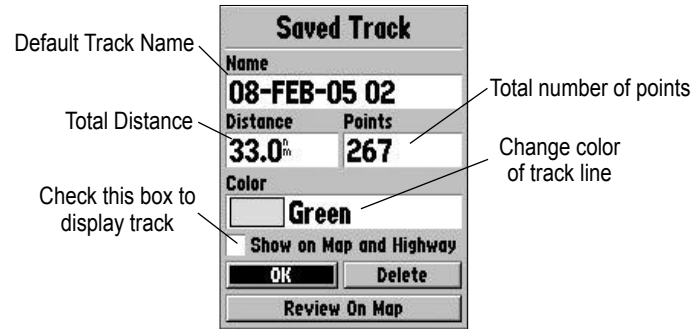 Saved Track
Default Track Name
Name
08-FEB-05 02
Total number of points
Total Distance
Distance Points
33.0nm 267
Change color
of track line
Color
Check this box to
display track
Green
Show on Map and Highway
OK Delete
Review On Map